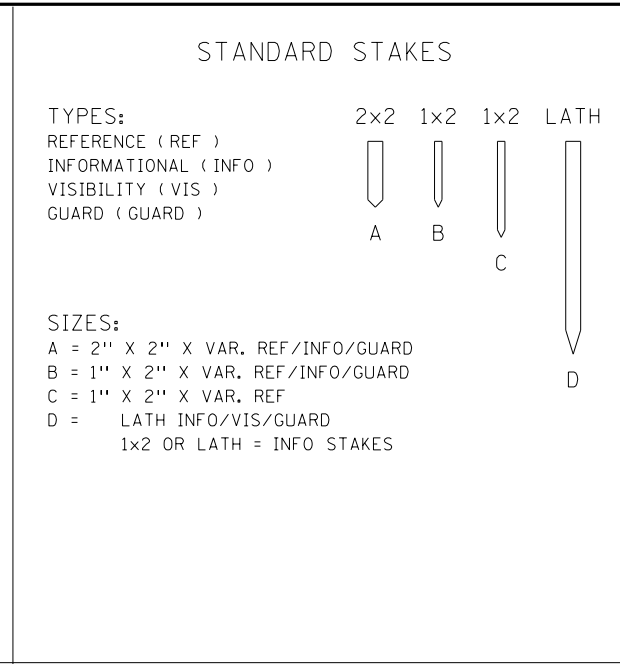 STANDARD STAKES
TYPES:
REFERENCE ( REF )
INFORMATIONAL ( INFO )
VISIBILITY ( VIS )
GUARD ( GUARD )
2x2 1x2 1x2 LATH
A B
C
D
SIZES:
A = 2'' X 2'' X VAR. REF/INFO/GUARD
B = 1'' X 2'' X VAR. REF/INFO/GUARD
C = 1'' X 2'' X VAR. REF
D = LATH INFO/VIS/GUARD
1x2 OR LATH = INFO STAKES